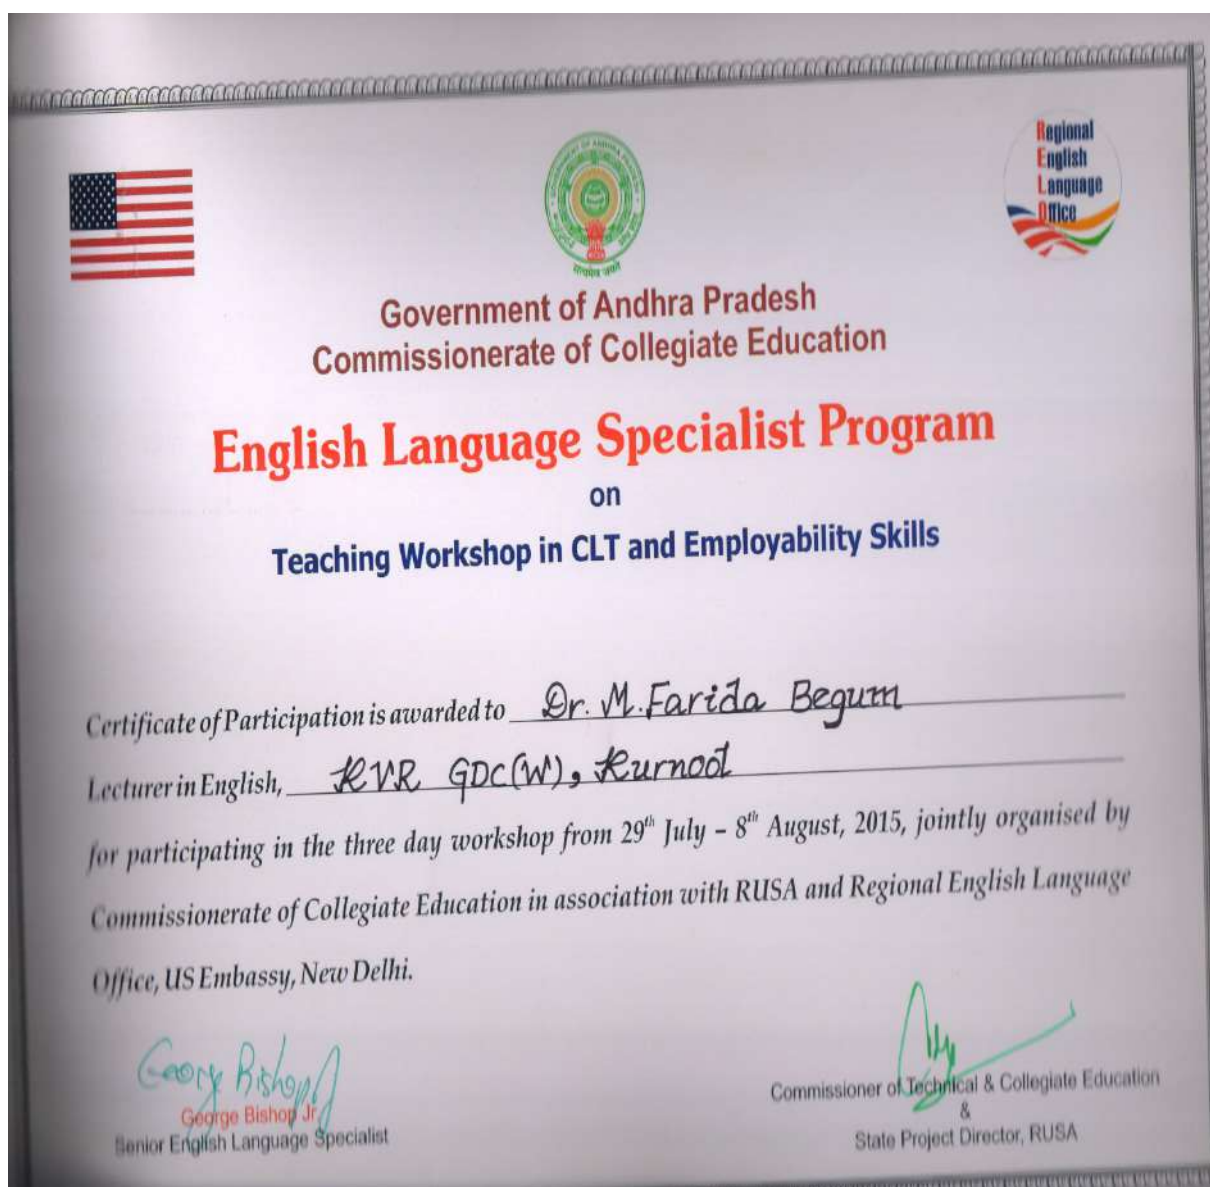 Regional
English
Language
Office
सत्यमेव जयते
Government of Andhra Pradesh
Commissionerate of Collegiate Education
English Language Specialist Program
on
Teaching Workshop in CLT and Employability Skills
Certificate of Participation is awarded to Dr. M. Farida Begum
Lecturer in English, KVR GDC(W), Kurnool
for participating in the three day workshop from 29th July – 8th August, 2015, jointly organised by
Commissionerate of Collegiate Education in association with RUSA and Regional English Language
Office, US Embassy, New Delhi.
George Bishop J
George Bishop Jr.
Senior English Language Specialist
Commissioner of Technical & Collegiate Education
&
State Project Director, RUSA